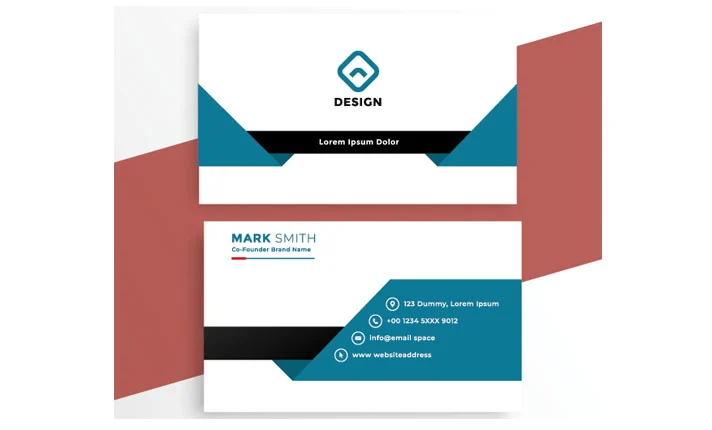 DESIGN
Lorem Ipsum Dolor
MARK SMITH
Co-Founder Brand Name
123 Dummy, Lorem Ipsum
+00 1234 5XXX 9012
info@email space
www websiteaddress